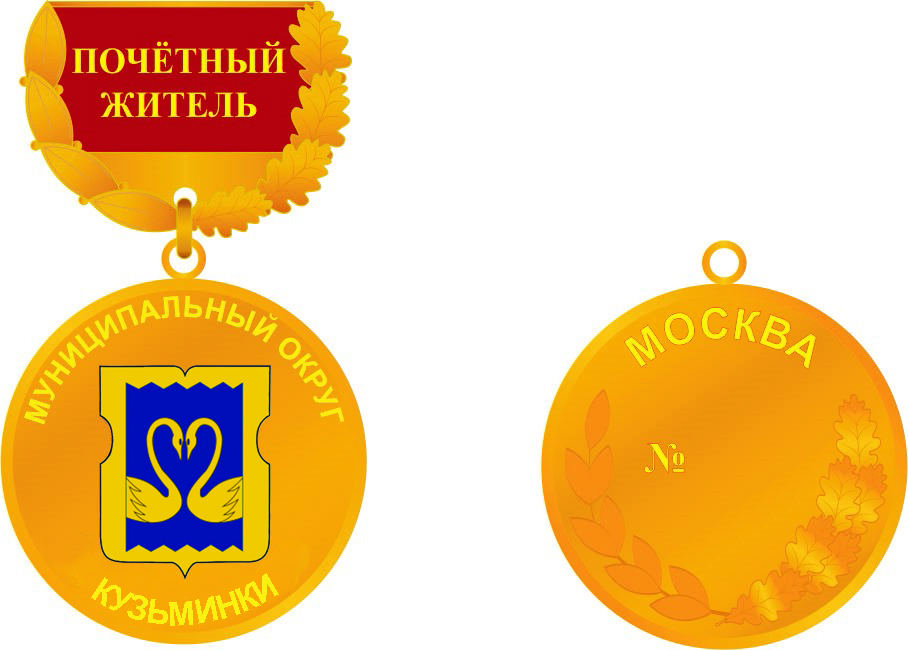 ПОЧЁТНЫЙ
ЖИТЕЛЬ
МУНИЦИПАЛЬНЫЙ ОКРУГ
КУЗЬМИНКИ
МОСКВА
№